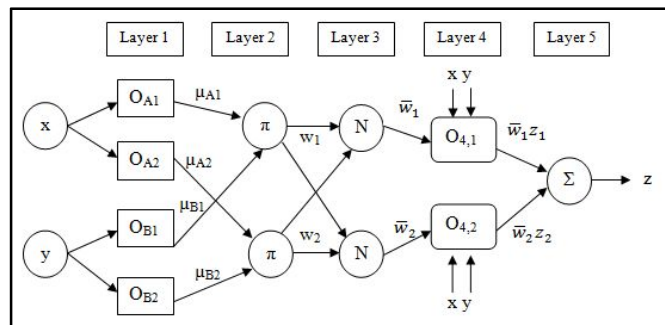 Layer 1 Layer 2 Layer 3 Layer 4 Layer 5
x y
O_A1 μ_A1 w̅_1 w̅_1z_1
x π w_1 N O_4,1
O_A2 μ_A2
Σ z
μ_B1
O_B1
y π w_2 N w̅_2 O_4,2 w̅_2z_2
O_B2 μ_B2
x y